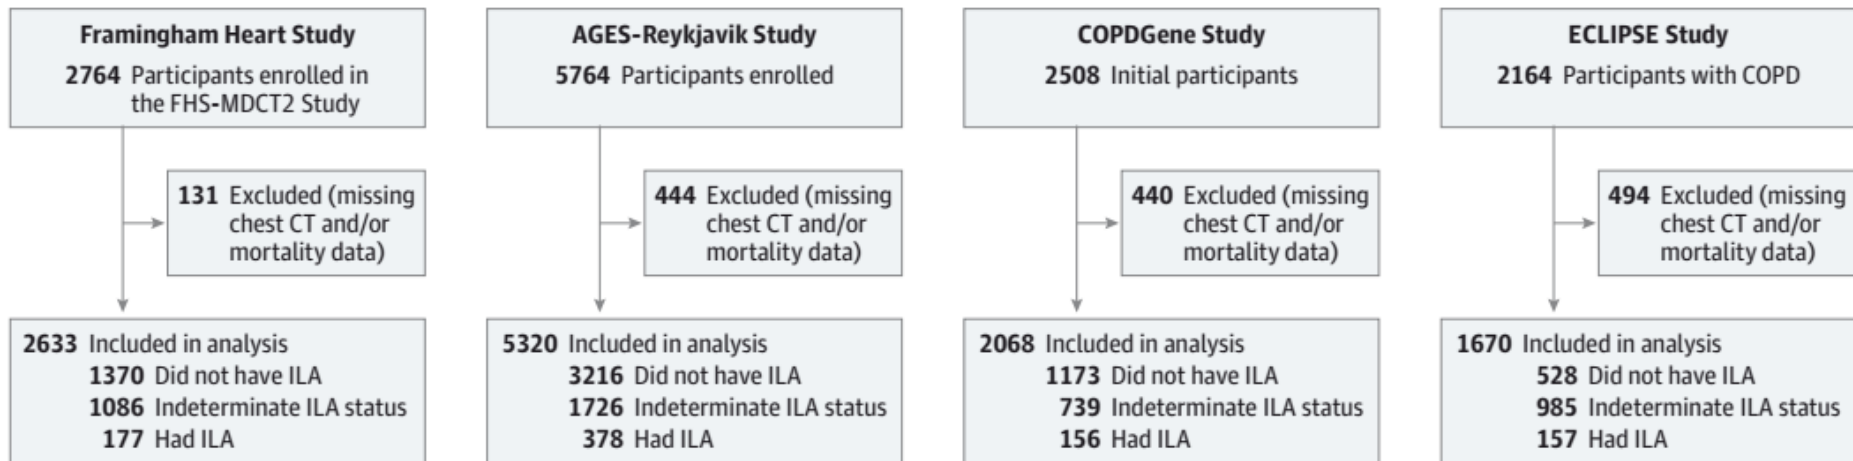 Framingham Heart Study
2764 Participants enrolled in
the FHS-MDCT2 Study
131 Excluded (missing
chest CT and/or
mortality data)
2633 Included in analysis
1370 Did not have ILA
1086 Indeterminate ILA status
177 Had ILA
AGES-Reykjavik Study
5764 Participants enrolled
444 Excluded (missing
chest CT and/or
mortality data)
5320 Included in analysis
3216 Did not have ILA
1726 Indeterminate ILA status
378 Had ILA
COPDGene Study
2508 Initial participants
440 Excluded (missing
chest CT and/or
mortality data)
2068 Included in analysis
1173 Did not have ILA
739 Indeterminate ILA status
156 Had ILA
ECLIPSE Study
2164 Participants with COPD
494 Excluded (missing
chest CT and/or
mortality data)
1670 Included in analysis
528 Did not have ILA
985 Indeterminate ILA status
157 Had ILA